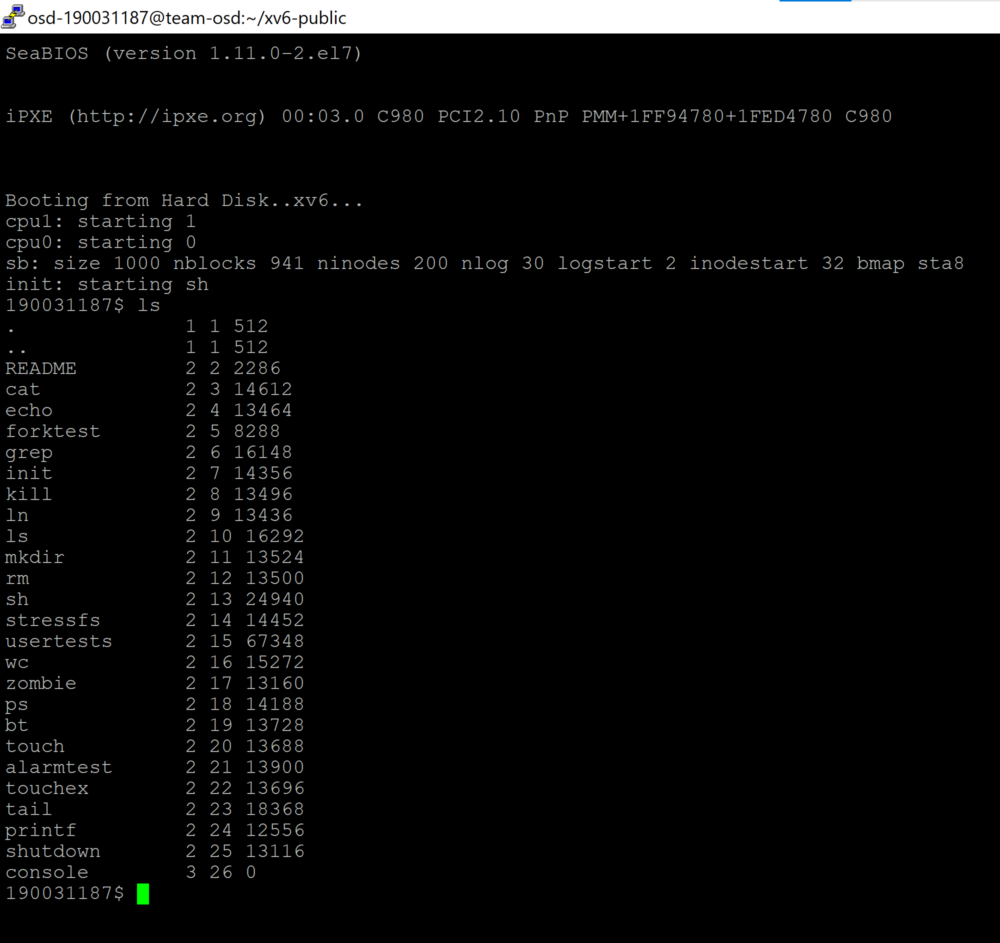 osd-190031187@team-osd:~/xv6-public
SeaBIOS (version 1.11.0-2.el7)
iPXE (http://ipxe.org) 00:03.0 C980 PCI2.10 PnP PMM+1FF94780+1FED4780 C980
Booting from Hard Disk..xv6...
cpu1: starting 1
cpu0: starting 0
sb: size 1000 nblocks 941 ninodes 200 nlog 30 logstart 2 inodestart 32 bmap sta8
init: starting sh
190031187$ ls
.              1 1 512
..             1 1 512
README         2 2 2286
cat            2 3 14612
echo           2 4 13464
forktest       2 5 8288
grep           2 6 16148
init           2 7 14356
kill           2 8 13496
ln             2 9 13436
ls             2 10 16292
mkdir          2 11 13524
rm             2 12 13500
sh             2 13 24940
stressfs       2 14 14452
usertests      2 15 67348
wc             2 16 15272
zombie         2 17 13160
ps             2 18 14188
bt             2 19 13728
touch          2 20 13688
alarmtest      2 21 13900
touchex        2 22 13696
tail           2 23 18368
printf         2 24 12556
shutdown       2 25 13116
console        3 26 0
190031187$